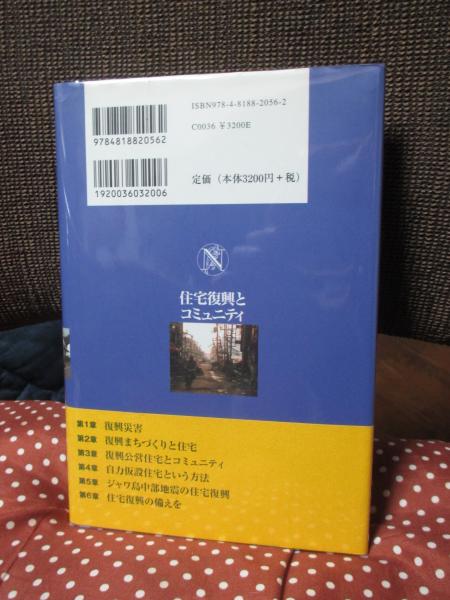 ISBN978-4-8188-2056-2
C0036 ¥3200E
9784818820562
定価（本体3200円＋税）
1920036032006
N
住宅復興と
コミュニティ
第1章 復興災害
第2章 復興まちづくりと住宅
第3章 復興公営住宅とコミュニティ
第4章 自力仮設住宅という方法
第5章 ジャワ島中部地震の住宅復興
第6章 住宅復興の備えを